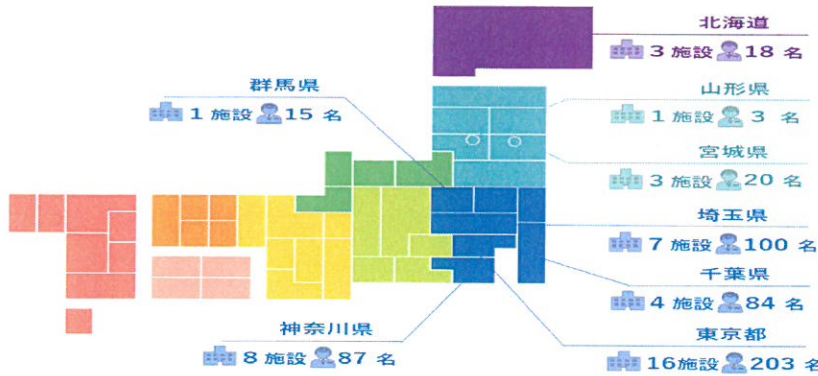 北海道
3 施設 18 名
群馬県
1 施設 15 名
山形県
1 施設 3 名
宮城県
3 施設 20 名
埼玉県
7 施設 100 名
千葉県
4 施設 84 名
神奈川県
8 施設 87 名
東京都
16施設 203 名